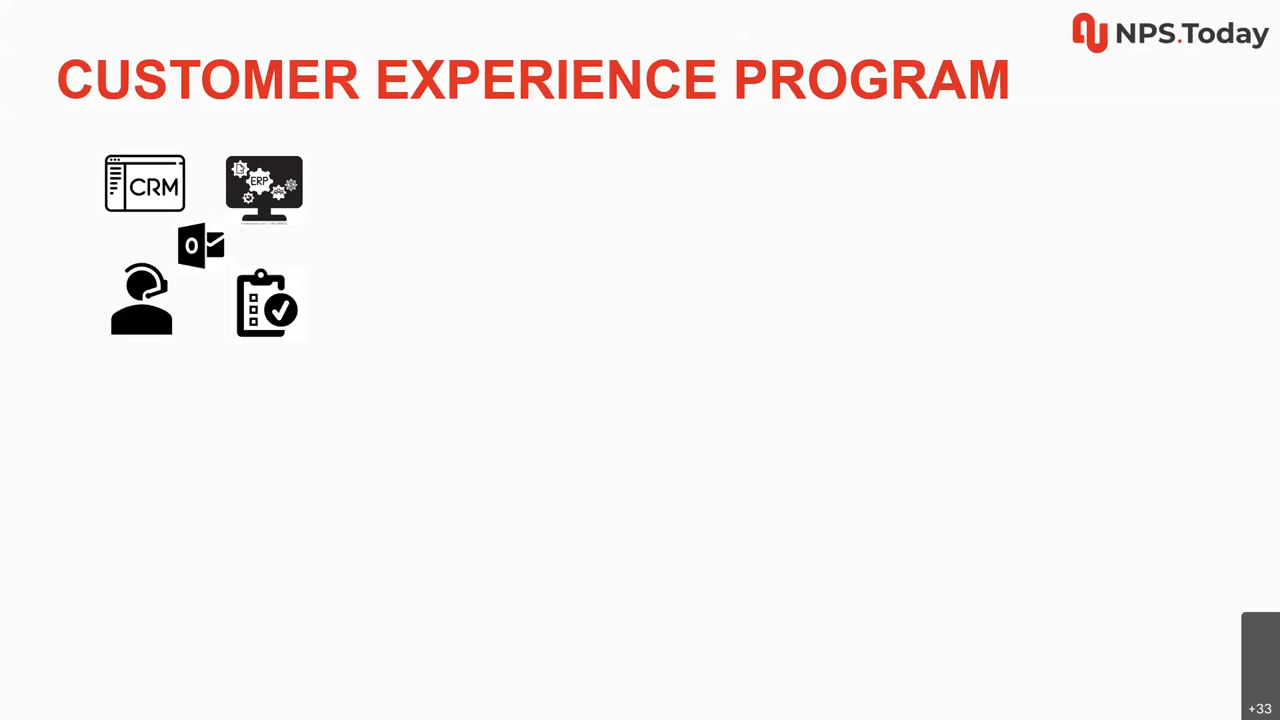 NPS.Today
CUSTOMER EXPERIENCE PROGRAM
CRM
ERP
O
+33